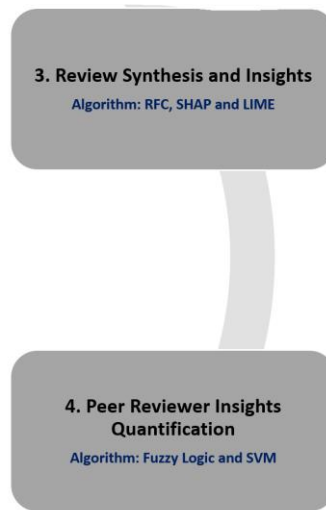 3. Review Synthesis and Insights
Algorithm: RFC, SHAP and LIME
4. Peer Reviewer Insights
Quantification
Algorithm: Fuzzy Logic and SVM